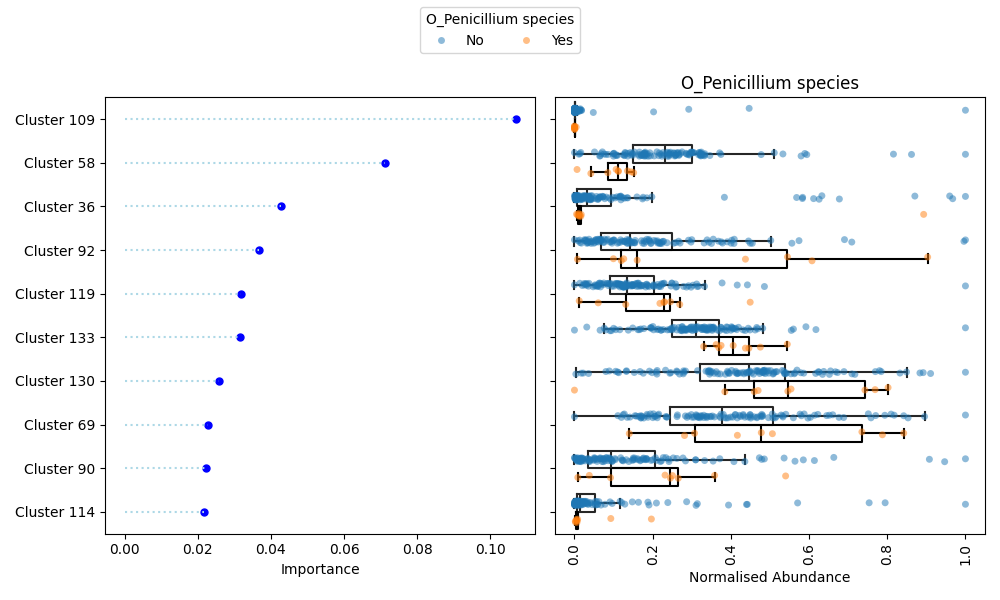 O_Penicillium species
No Yes
O_Penicillium species
Cluster 109
Cluster 58
Cluster 36
Cluster 92
Cluster 119
Cluster 133
Cluster 130
Cluster 69
Cluster 90
Cluster 114
0.00 0.02 0.04 0.06 0.08 0.10
Importance
0.0 0.2 0.4 0.6 0.8 1.0
Normalised Abundance